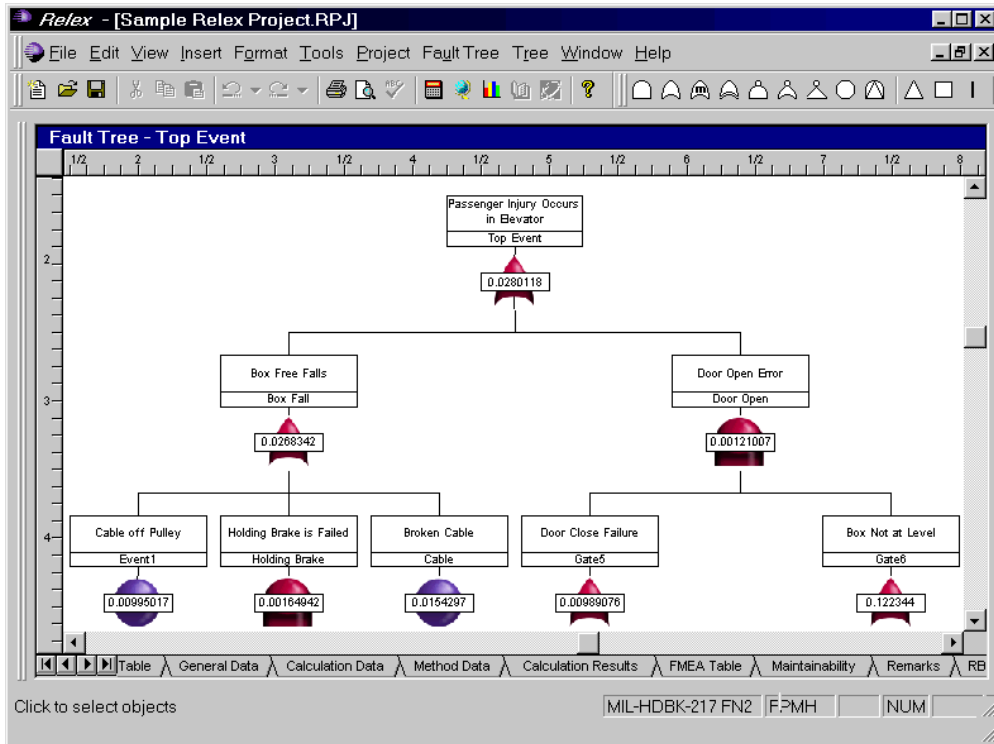 Relex - [Sample Relex Project.RPJ]
File Edit View Insert Format Tools Project Fault Tree Tree Window Help
ABC ? m
Fault Tree - Top Event
1/2 2 1/2 3 1/2 4 1/2 5 1/2 6 1/2 7 1/2 8
Passenger Injury Occurs
in Elevator
Top Event
2
0.0280118
Box Free Falls
Door Open Error
Box Fall
Door Open
3
0.0268342
0.00121007
Cable off Pulley
Holding Brake is Failed
Broken Cable
Door Close Failure
Box Not at Level
4
Event1
Holding Brake
Cable
Gate5
Gate6
0.00995017
0.00164942
0.0154297
0.00989076
0.122344
Table General Data Calculation Data Method Data Calculation Results FMEA Table Maintainability Remarks RB
Click to select objects
MIL-HDBK-217 FN2 FPMH NUM